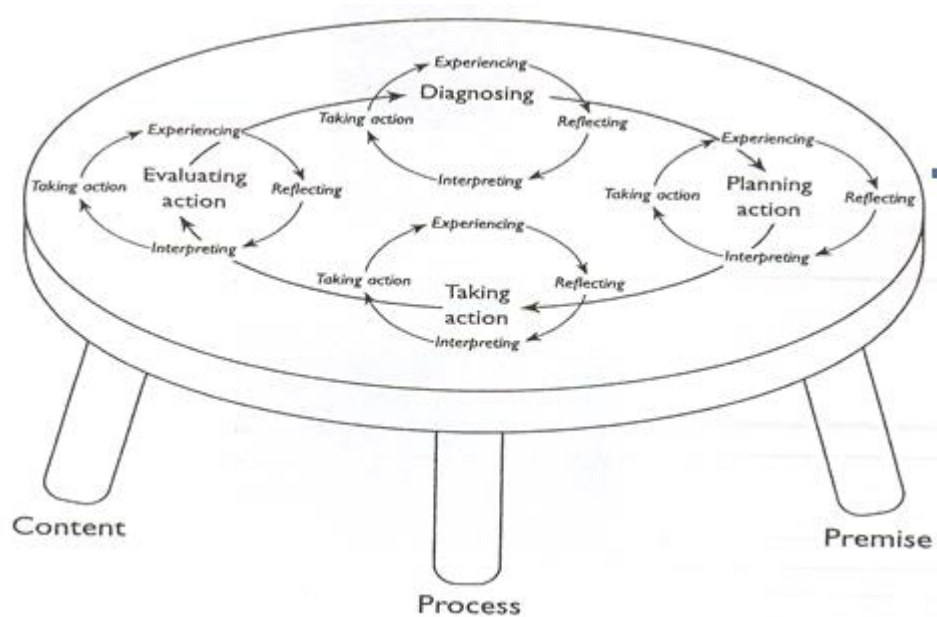 Experiencing
Diagnosing
Taking action
Reflecting
Interpreting
Experiencing
Evaluating
action
Taking action
Reflecting
Interpreting
Experiencing
Planning
action
Taking action
Reflecting
Interpreting
Experiencing
Taking action
Reflecting
Taking
action
Interpreting
Content
Process
Premise